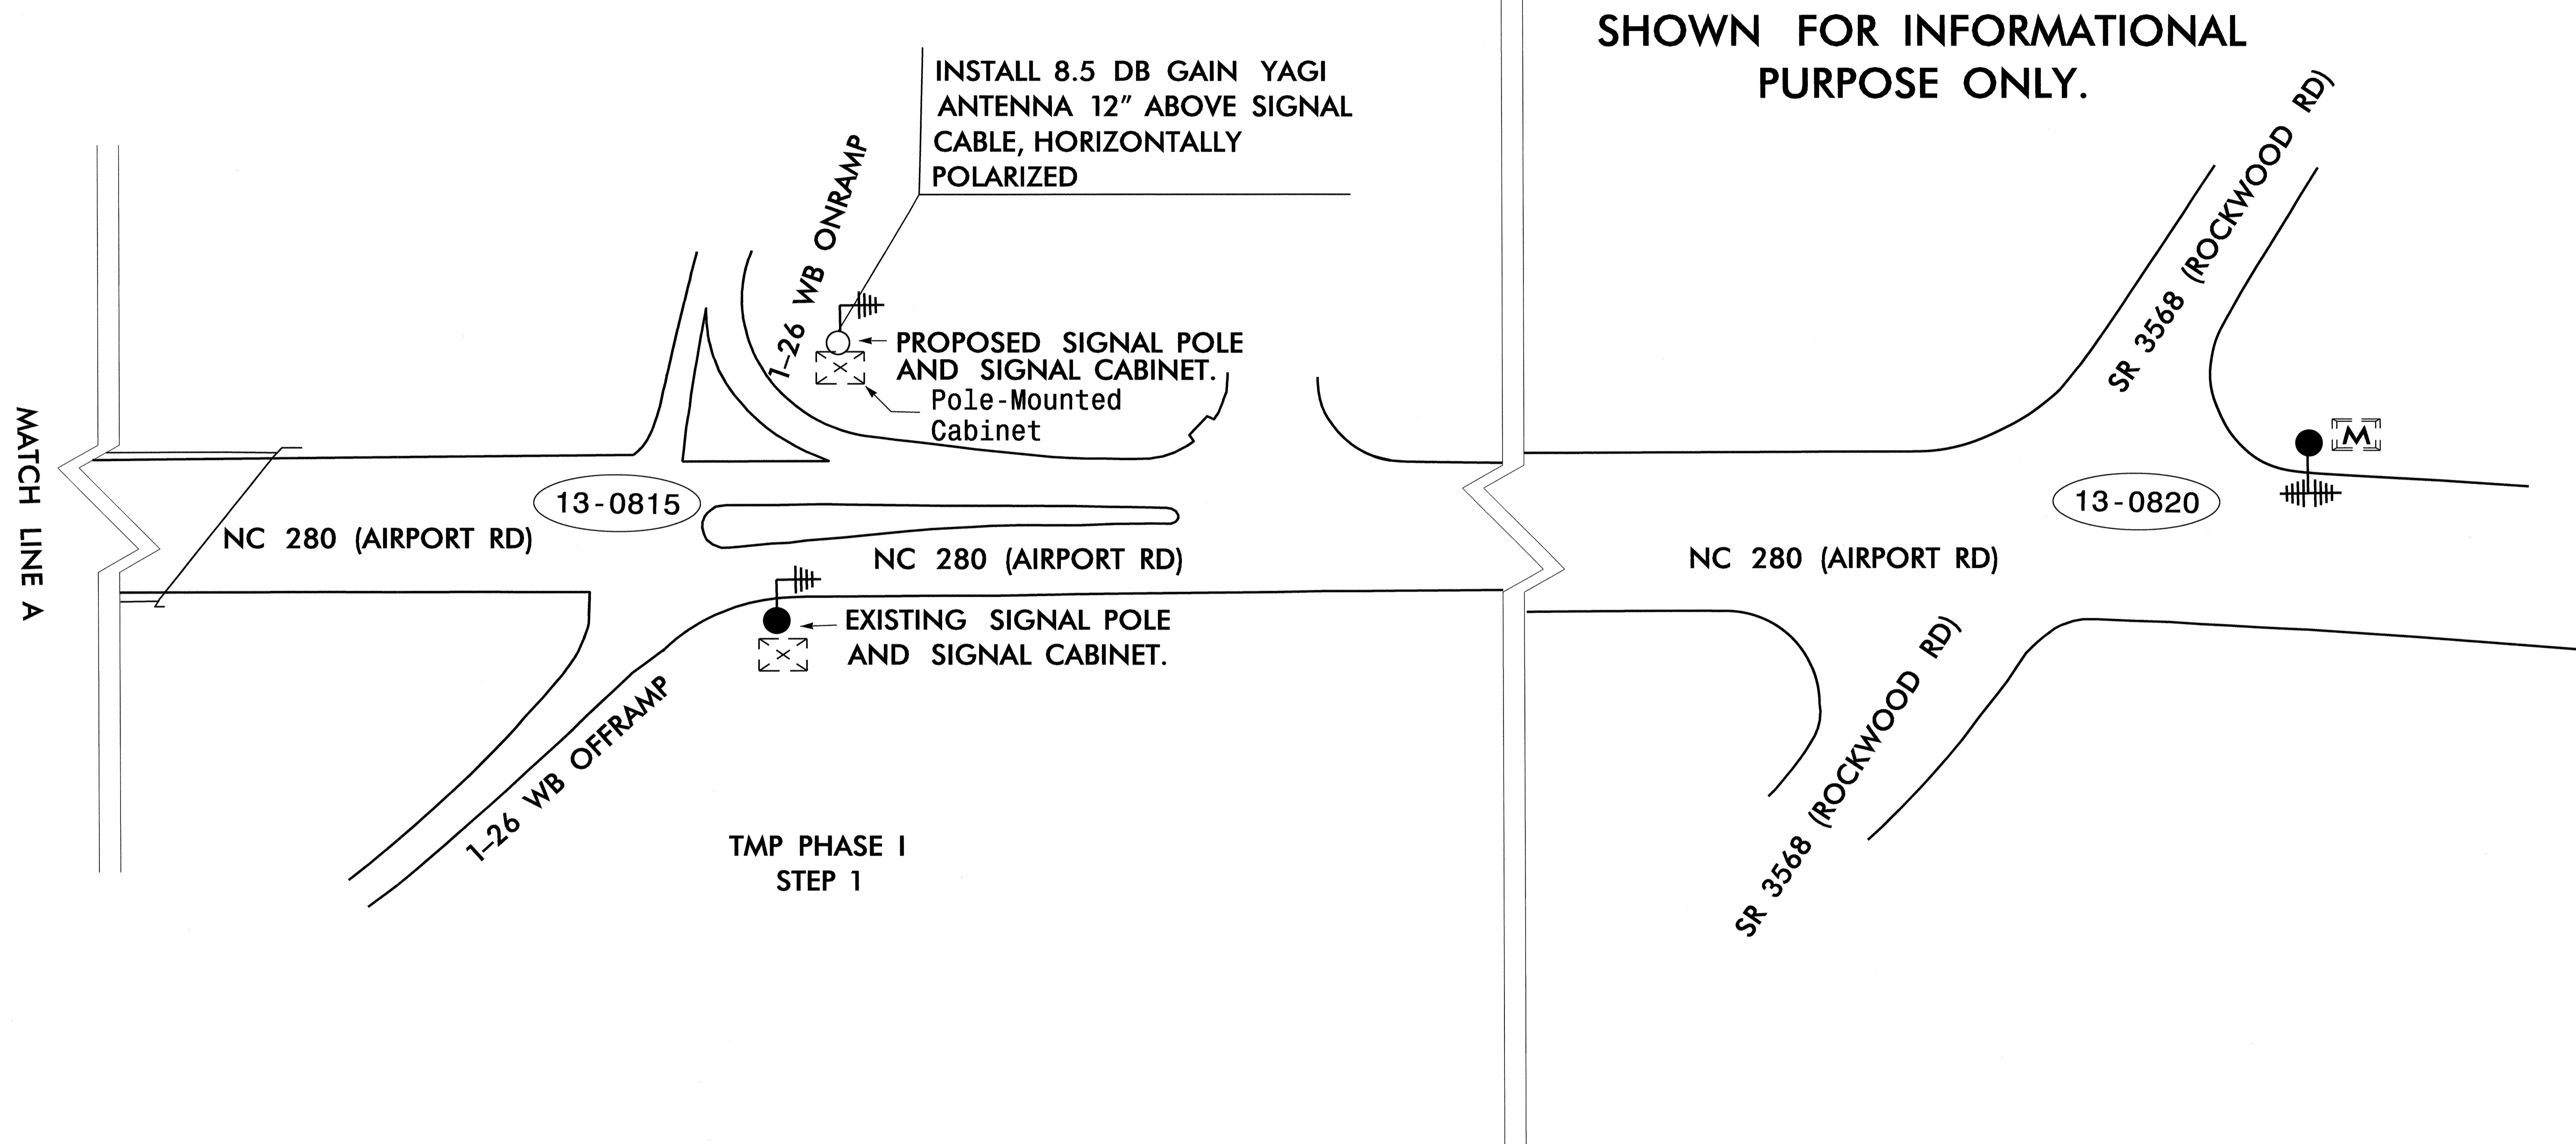 SHOWN FOR INFORMATIONAL
PURPOSE ONLY.
INSTALL 8.5 DB GAIN YAGI
ANTENNA 12" ABOVE SIGNAL
CABLE, HORIZONTALLY
POLARIZED
1-26 WB ONRAMP
PROPOSED SIGNAL POLE
AND SIGNAL CABINET.
Pole-Mounted
Cabinet
SR 3568 (ROCKWOOD RD)
M
MATCH LINE A
13-0815
13-0820
NC 280 (AIRPORT RD)
NC 280 (AIRPORT RD)
NC 280 (AIRPORT RD)
EXISTING SIGNAL POLE
AND SIGNAL CABINET.
1-26 WB OFFRAMP
SR 3568 (ROCKWOOD RD)
TMP PHASE I
STEP 1